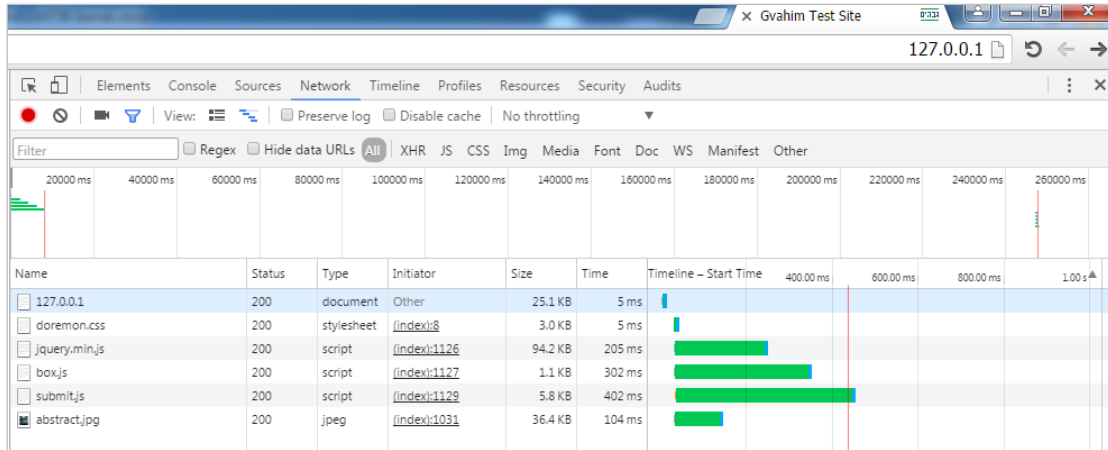 Gvahim Test Site
גבהים
127.0.0.1
Elements Console Sources Network Timeline Profiles Resources Security Audits
View: Preserve log Disable cache No throttling
Filter Regex Hide data URLs All XHR JS CSS Img Media Font Doc WS Manifest Other
20000 ms 40000 ms 60000 ms 80000 ms 100000 ms 120000 ms 140000 ms 160000 ms 180000 ms 200000 ms 220000 ms 240000 ms 260000 ms
Name Status Type Initiator Size Time Timeline – Start Time 400.00 ms 600.00 ms 800.00 ms 1.00 s
127.0.0.1 200 document Other 25.1 KB 5 ms
doremon.css 200 stylesheet (index):8 3.0 KB 5 ms
jquery.min.js 200 script (index):1126 94.2 KB 205 ms
box.js 200 script (index):1127 1.1 KB 302 ms
submit.js 200 script (index):1129 5.8 KB 402 ms
abstract.jpg 200 jpeg (index):1031 36.4 KB 104 ms